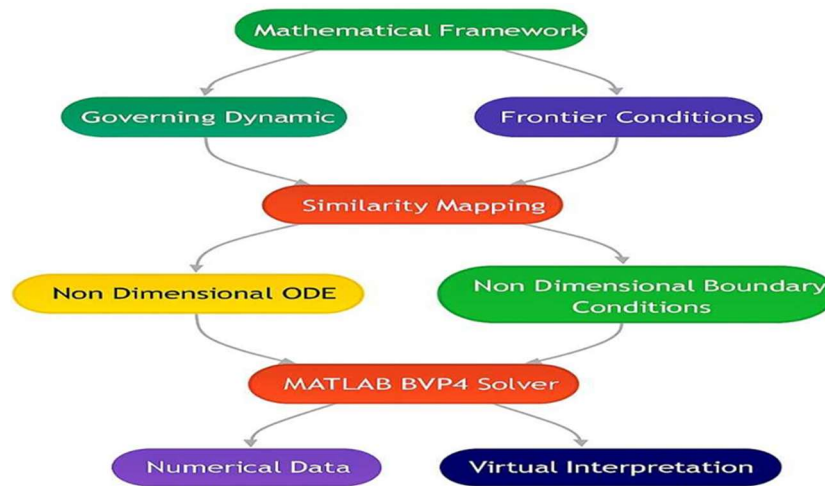 Mathematical Framework
Governing Dynamic
Frontier Conditions
Similarity Mapping
Non Dimensional ODE
Non Dimensional Boundary
Conditions
MATLAB BVP4 Solver
Numerical Data
Virtual Interpretation